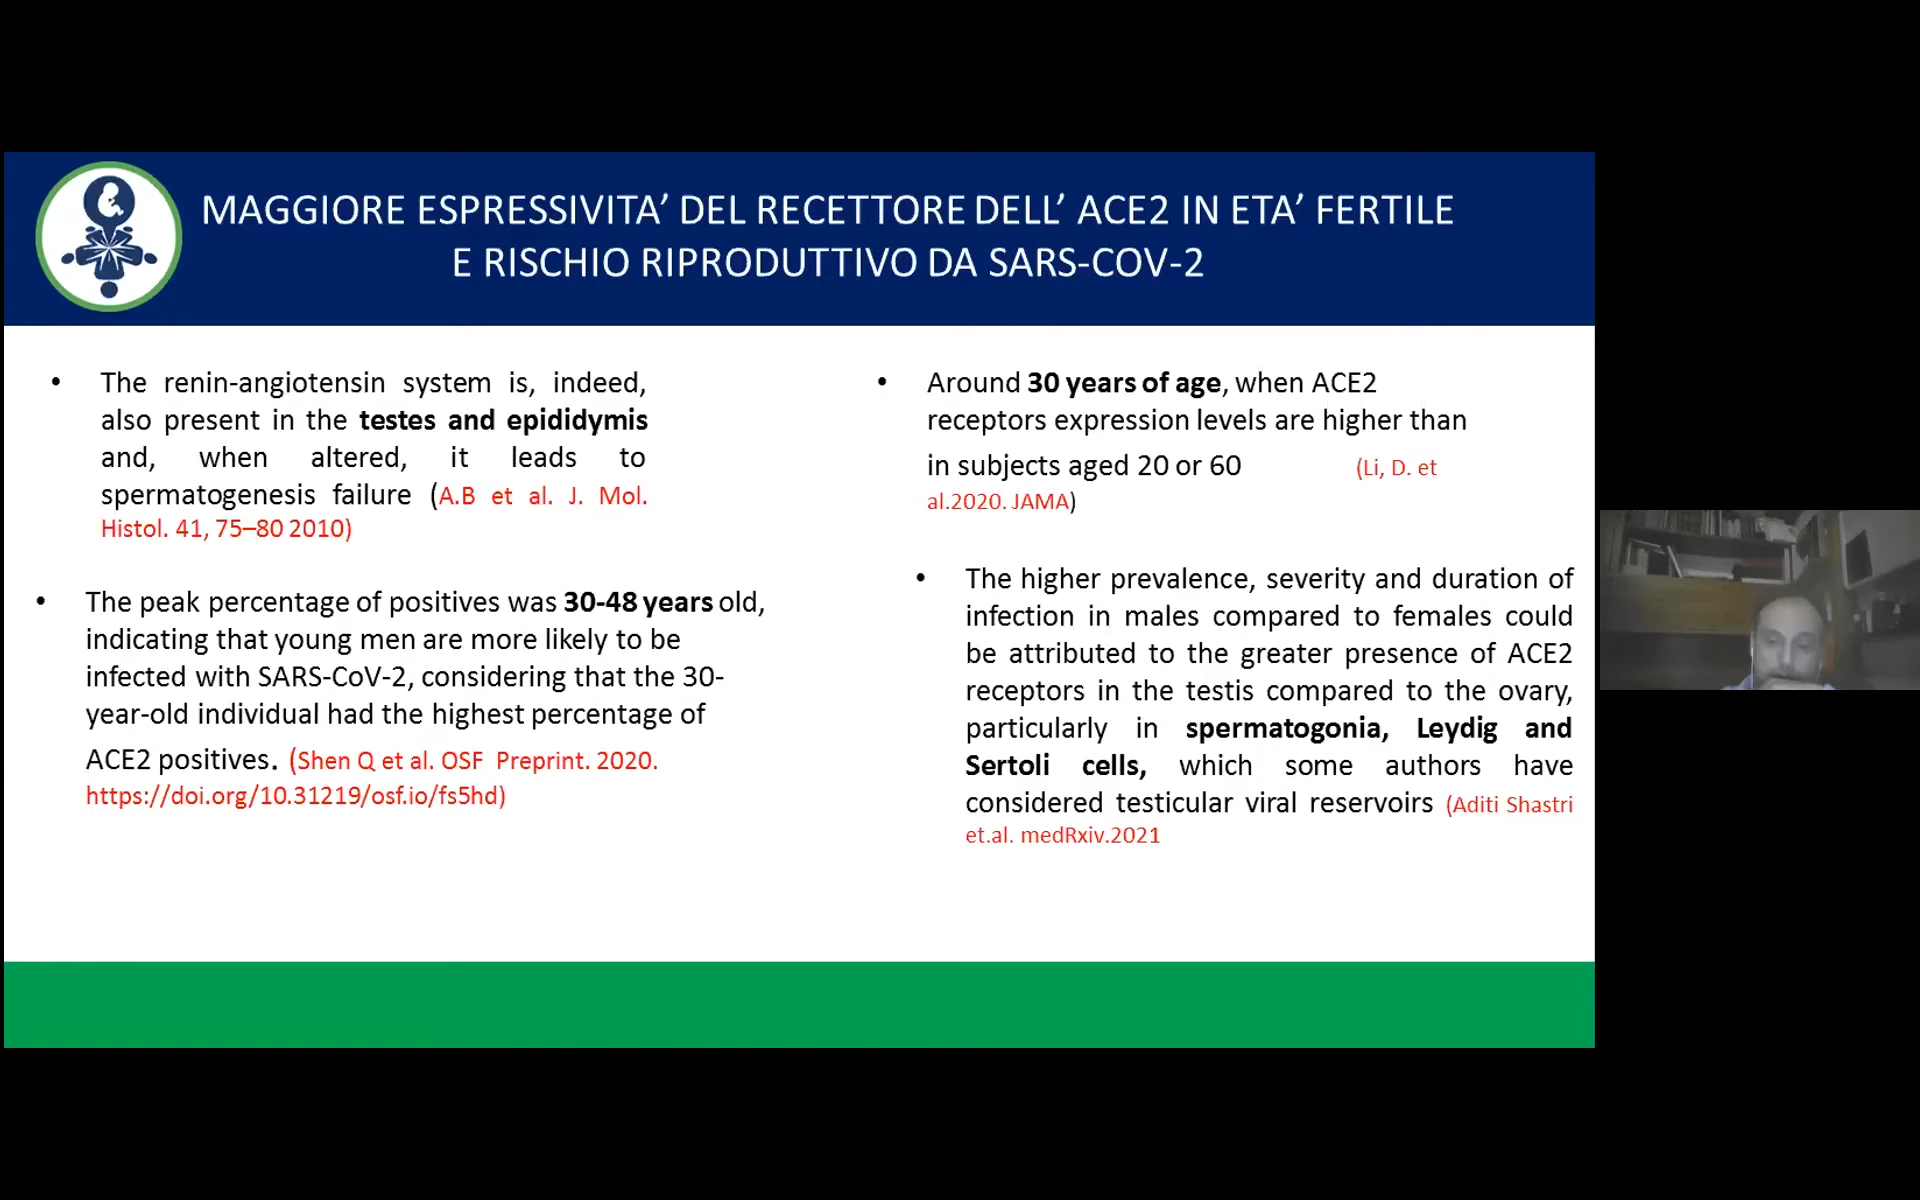 MAGGIORE ESPRESSIVITA’ DEL RECETTORE DELL’ ACE2 IN ETA’ FERTILE
E RISCHIO RIPRODUTTIVO DA SARS-COV-2
• The renin-angiotensin system is, indeed,
also present in the testes and epididymis
and, when altered, it leads to
spermatogenesis failure (A.B et al. J. Mol.
Histol. 41, 75–80 2010)
• The peak percentage of positives was 30-48 years old,
indicating that young men are more likely to be
infected with SARS-CoV-2, considering that the 30-
year-old individual had the highest percentage of
ACE2 positives. (Shen Q et al. OSF Preprint. 2020.
https://doi.org/10.31219/osf.io/fs5hd)
• Around 30 years of age, when ACE2
receptors expression levels are higher than
in subjects aged 20 or 60 (Li, D. et
al.2020. JAMA)
• The higher prevalence, severity and duration of
infection in males compared to females could
be attributed to the greater presence of ACE2
receptors in the testis compared to the ovary,
particularly in spermatogonia, Leydig and
Sertoli cells, which some authors have
considered testicular viral reservoirs (Aditi Shastri
et.al. medRxiv.2021